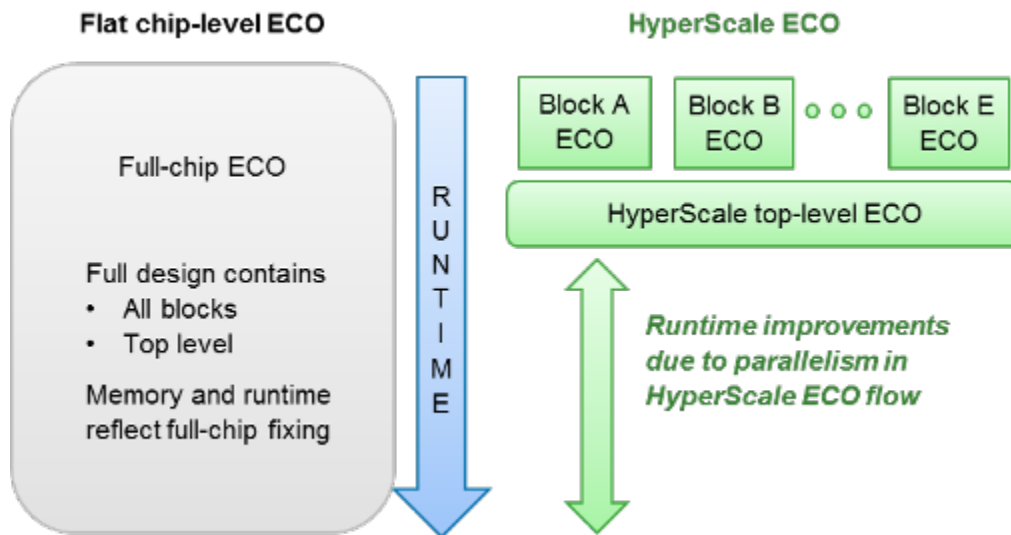 Flat chip-level ECO
HyperScale ECO
Full-chip ECO
Full design contains
• All blocks
• Top level
Memory and runtime
reflect full-chip fixing
R
U
N
T
I
M
E
Block A
ECO
Block B
ECO
Block E
ECO
HyperScale top-level ECO
Runtime improvements
due to parallelism in
HyperScale ECO flow